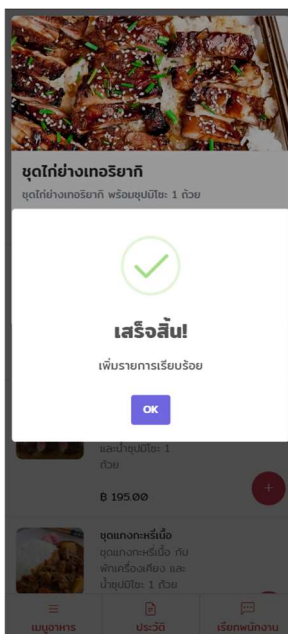 ชุดไก่ย่างเทอริยากิ
ชุดไก่ย่างเทอริยากิ พร้อมซุปมิโซะ 1 ถ้วย
เสร็จสิ้น!
เพิ่มรายการเรียบร้อย
OK
และน้ำซุปมิโซะ 1
ถ้วย
฿ 195.00
ชุดแกงกะหรี่เนื้อ
ชุดแกงกะหรี่เนื้อ กับ
ผักเครื่องเคียง และ
น้ำซุปมิโซะ 1 ถ้วย
เมนูอาหาร
ประวัติ
เรียกพนักงาน